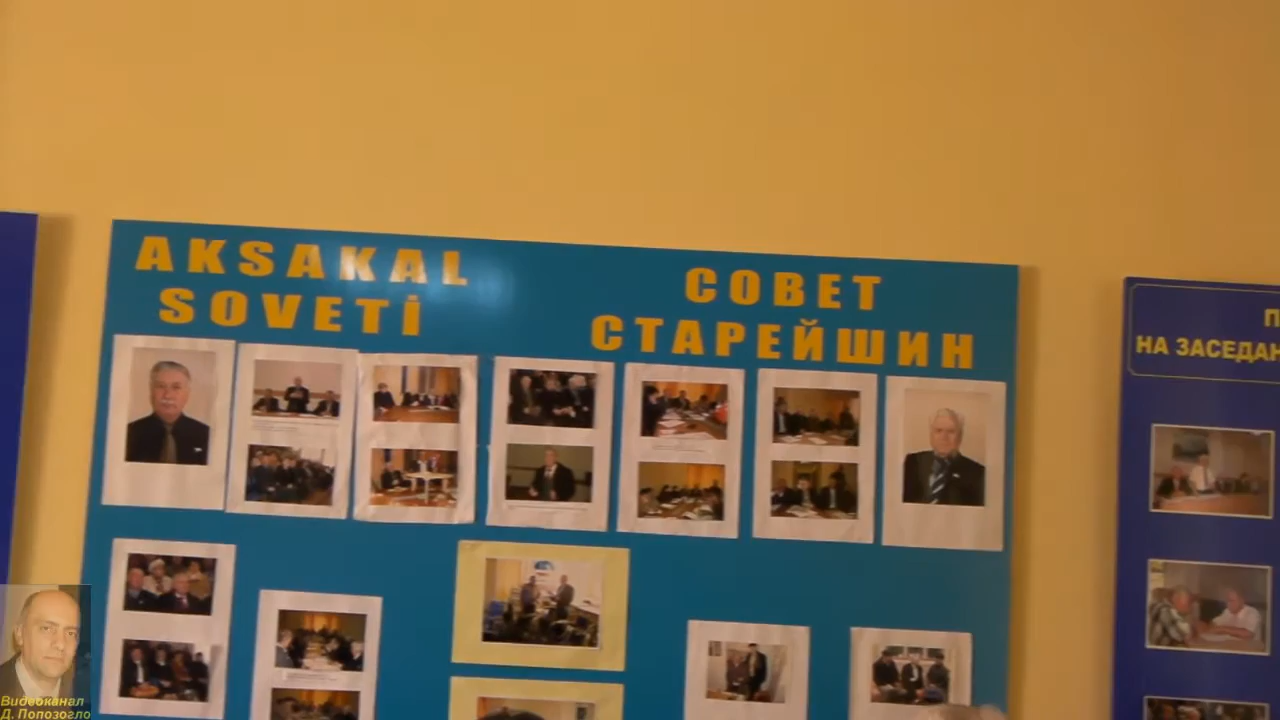 AKSAKAL
SOVETİ
СОВЕТ
СТАРЕЙШИН
НА ЗАСЕДАН
Видеоканал
Д. Попозогло